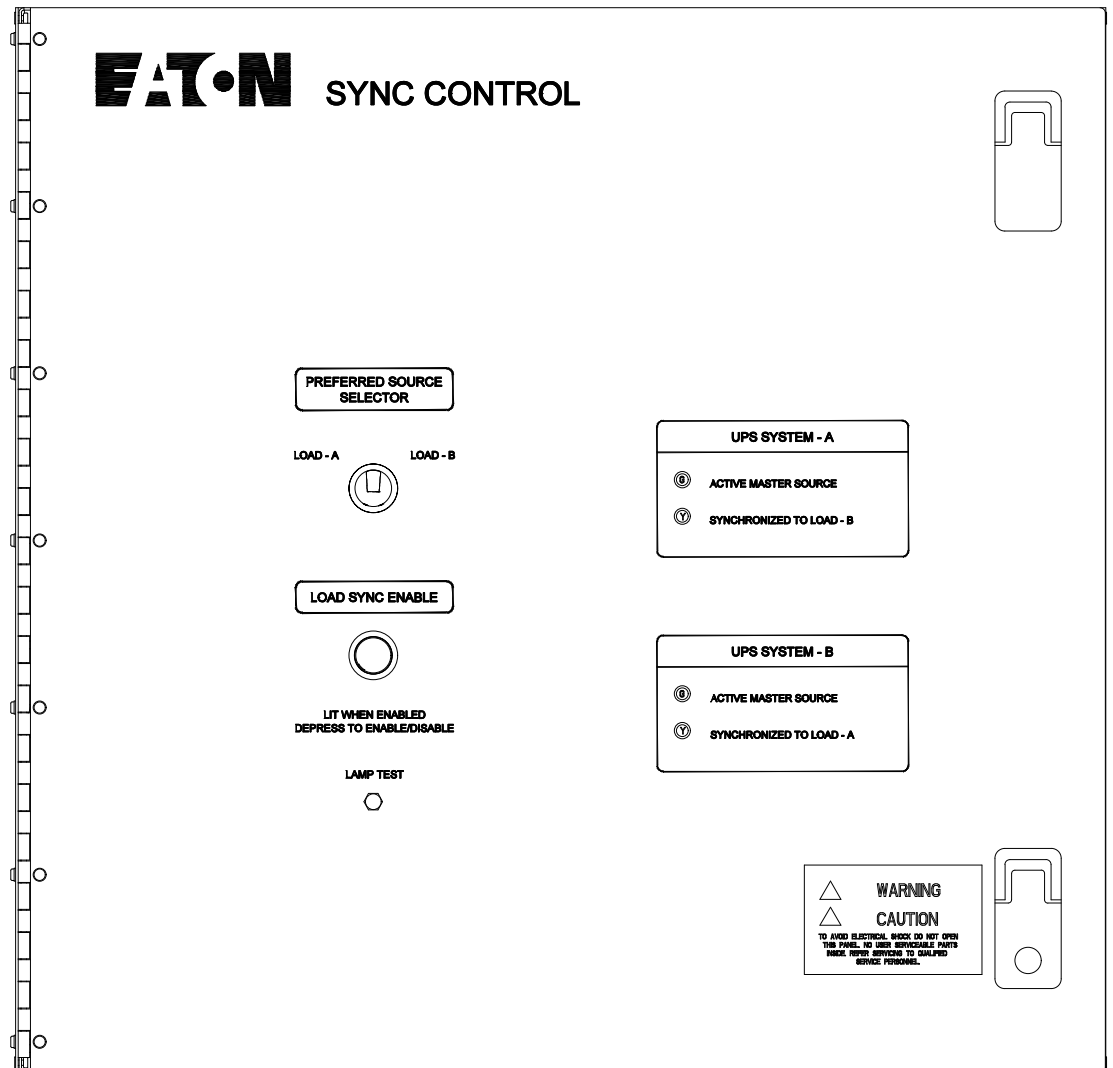 EATON SYNC CONTROL
PREFERRED SOURCE
SELECTOR
LOAD - A
LOAD - B
LOAD SYNC ENABLE
LIT WHEN ENABLED
DEPRESS TO ENABLE/DISABLE
LAMP TEST
UPS SYSTEM - A
G ACTIVE MASTER SOURCE
Y SYNCHRONIZED TO LOAD - B
UPS SYSTEM - B
G ACTIVE MASTER SOURCE
Y SYNCHRONIZED TO LOAD - A
WARNING
CAUTION
TO AVOID ELECTRICAL SHOCK DO NOT OPEN
THIS PANEL. NO USER SERVICEABLE PARTS
INSIDE. REFER SERVICING TO QUALIFIED
SERVICE PERSONNEL.